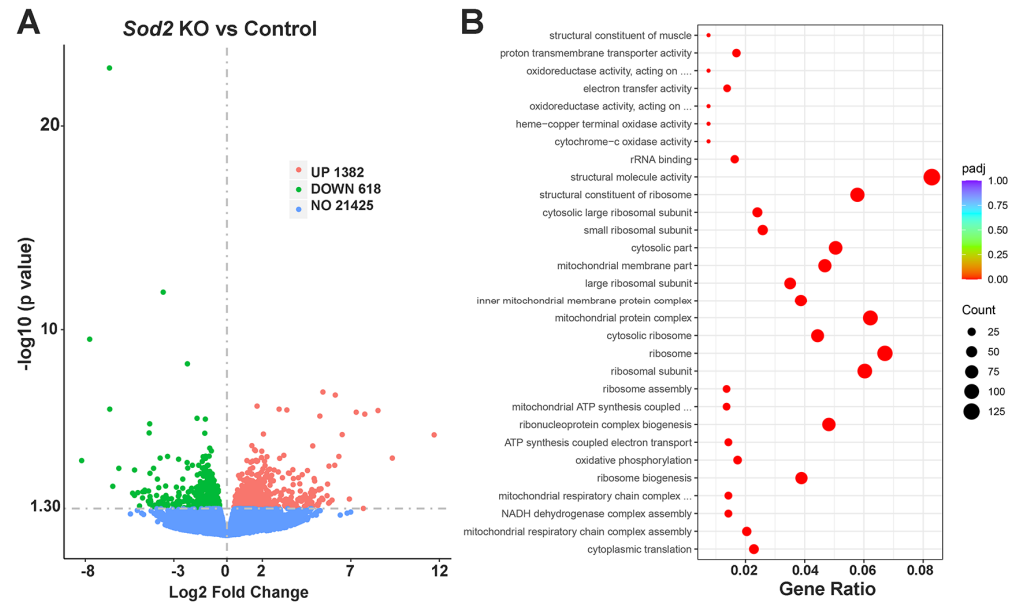 A
Sod2 KO vs Control
-log10 (p value)
20
10
1.30
UP 1382
DOWN 618
NO 21425
-8 -3 0 2 7 12
Log2 Fold Change
B
structural constituent of muscle
proton transmembrane transporter activity
oxidoreductase activity, acting on ....
electron transfer activity
oxidoreductase activity, acting on ...
heme−copper terminal oxidase activity
cytochrome−c oxidase activity
rRNA binding
structural molecule activity
structural constituent of ribosome
cytosolic large ribosomal subunit
small ribosomal subunit
cytosolic part
mitochondrial membrane part
large ribosomal subunit
inner mitochondrial membrane protein complex
mitochondrial protein complex
cytosolic ribosome
ribosome
ribosomal subunit
ribosome assembly
mitochondrial ATP synthesis coupled ...
ribonucleoprotein complex biogenesis
ATP synthesis coupled electron transport
oxidative phosphorylation
ribosome biogenesis
mitochondrial respiratory chain complex ...
NADH dehydrogenase complex assembly
mitochondrial respiratory chain complex assembly
cytoplasmic translation
0.02 0.04 0.06 0.08
Gene Ratio
padj
1.00
0.75
0.50
0.25
0.00
Count
25
50
75
100
125